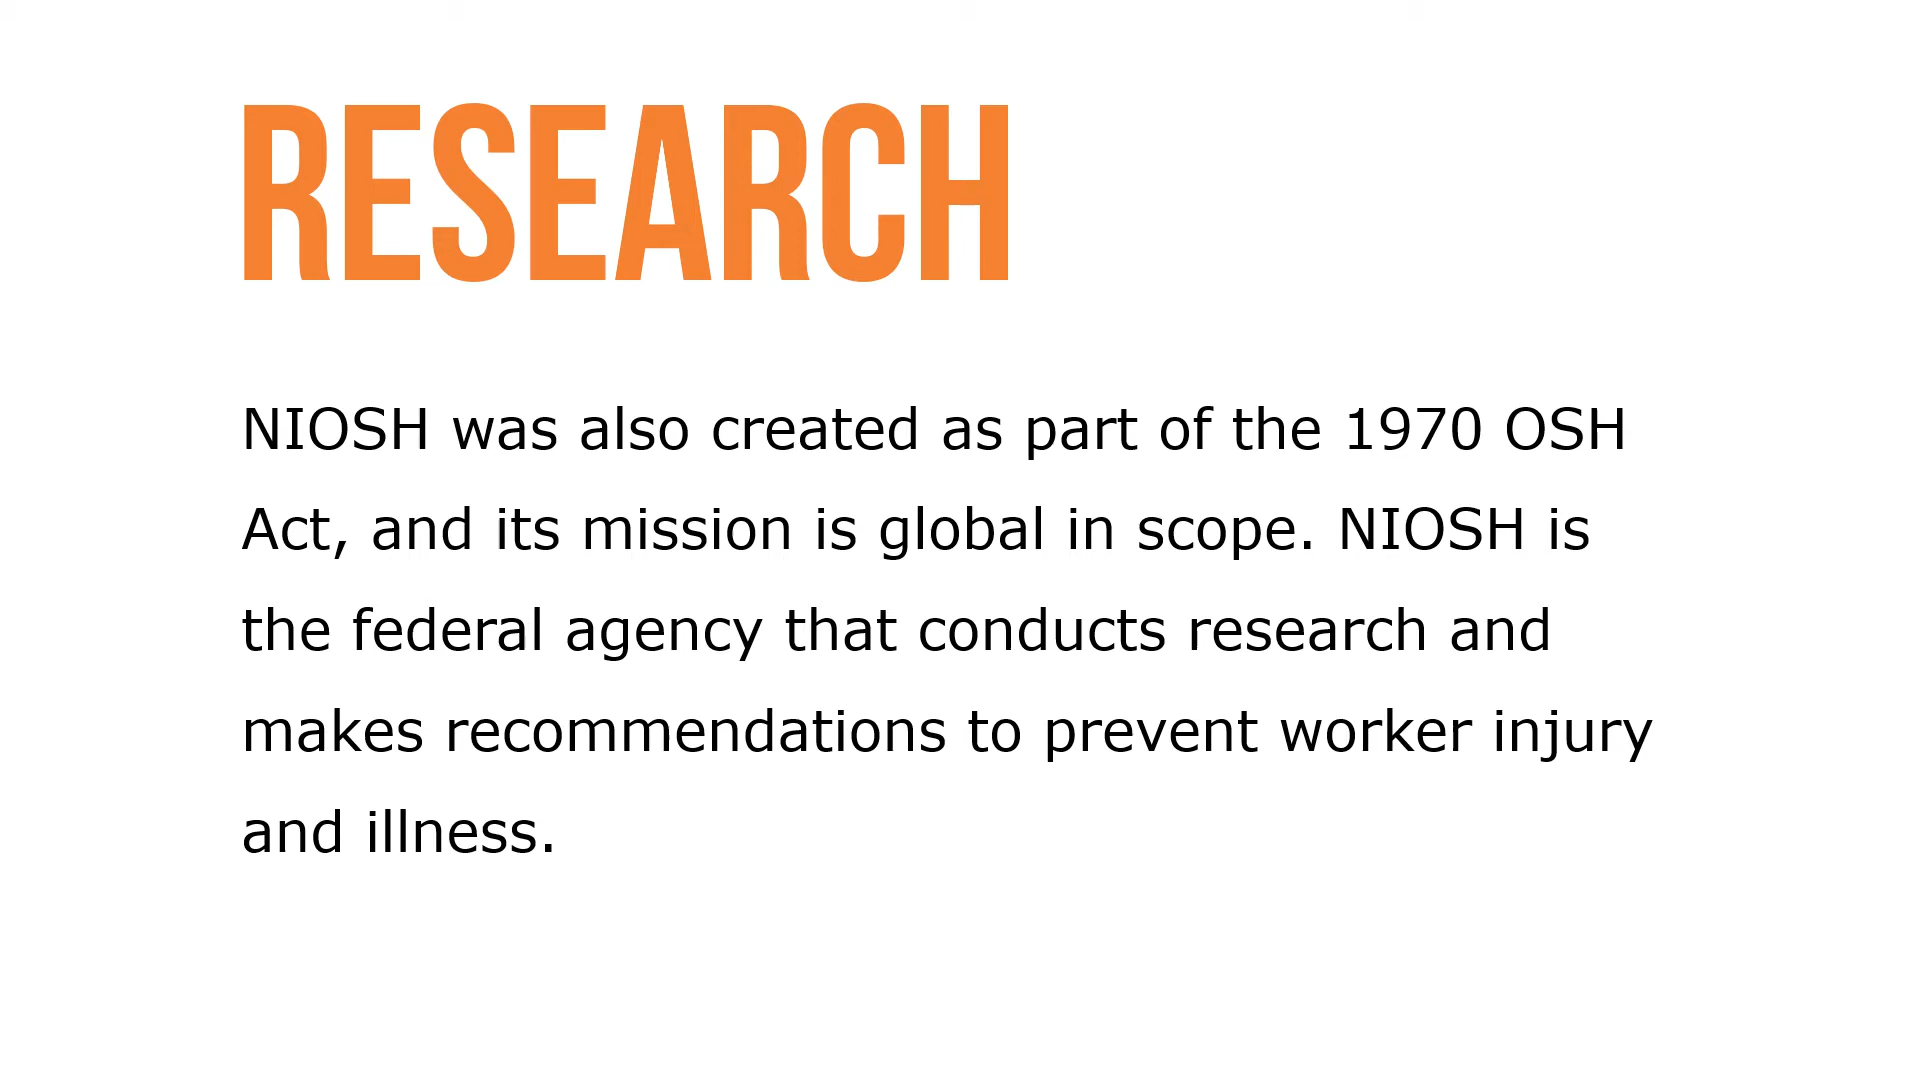 RESEARCH
NIOSH was also created as part of the 1970 OSH
Act, and its mission is global in scope. NIOSH is
the federal agency that conducts research and
makes recommendations to prevent worker injury
and illness.